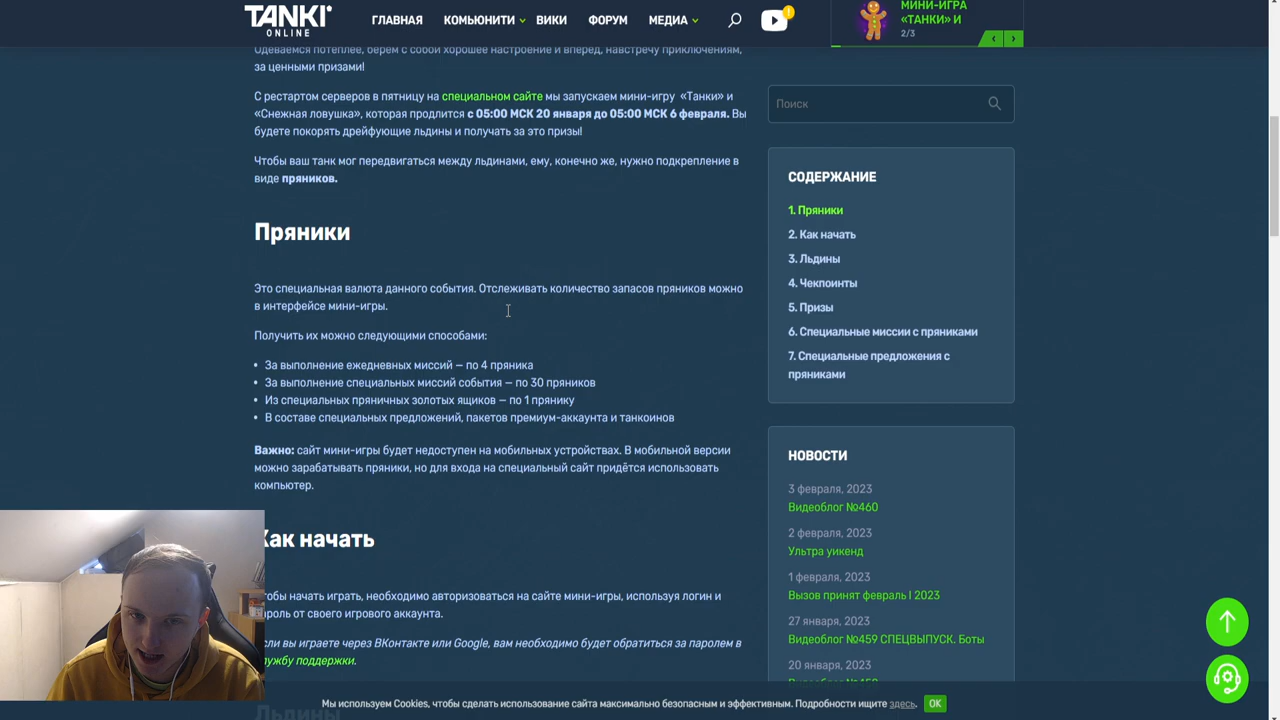 TANKI
ONLINE
ГЛАВНАЯ
КОМЬЮНИТИ
ВИКИ
ФОРУМ
МЕДИА
!
МИНИ-ИГРА
«ТАНКИ» И
2/3
Одеваемся потеплее, берём с собой хорошее настроение и вперёд, навстречу приключениям,
за ценными призами!
С рестартом серверов в пятницу на специальном сайте мы запускаем мини-игру «Танки» и
«Снежная ловушка», которая продлится с 05:00 МСК 20 января до 05:00 МСК 6 февраля. Вы
будете покорять дрейфующие льдины и получать за это призы!
Чтобы ваш танк мог передвигаться между льдинами, ему, конечно же, нужно подкрепление в
виде пряников.
Пряники
Это специальная валюта данного события. Отслеживать количество запасов пряников можно
в интерфейсе мини-игры.
Получить их можно следующими способами:
• За выполнение ежедневных миссий — по 4 пряника
• За выполнение специальных миссий события — по 30 пряников
• Из специальных пряничных золотых ящиков — по 1 прянику
• В составе специальных предложений, пакетов премиум-аккаунта и танкоинов
Важно: сайт мини-игры будет недоступен на мобильных устройствах. В мобильной версии
можно зарабатывать пряники, но для входа на специальный сайт придётся использовать
компьютер.
Как начать
тобы начать играть, необходимо авторизоваться на сайте мини-игры, используя логин и
ароль от своего игрового аккаунта.
сли вы играете через ВКонтакте или Google, вам необходимо будет обратиться за паролем в
ужбу поддержки.
Льдины
Поиск
СОДЕРЖАНИЕ
1. Пряники
2. Как начать
3. Льдины
4. Чекпоинты
5. Призы
6. Специальные миссии с пряниками
7. Специальные предложения с
пряниками
НОВОСТИ
3 февраля, 2023
Видеоблог №460
2 февраля, 2023
Ультра уикенд
1 февраля, 2023
Вызов принят февраль I 2023
27 января, 2023
Видеоблог №459 СПЕЦВЫПУСК. Боты
20 января, 2023
Мы используем Cookies, чтобы сделать использование сайта максимально безопасным и эффективным. Подробности ищите здесь.
OK